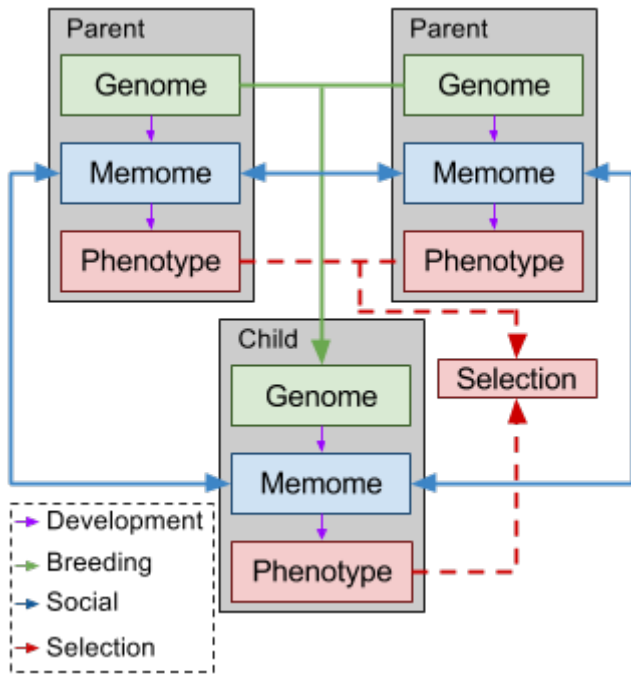 Parent
Genome
Memome
Phenotype
Parent
Genome
Memome
Phenotype
Child
Genome
Memome
Phenotype
Selection
Development
Breeding
Social
Selection